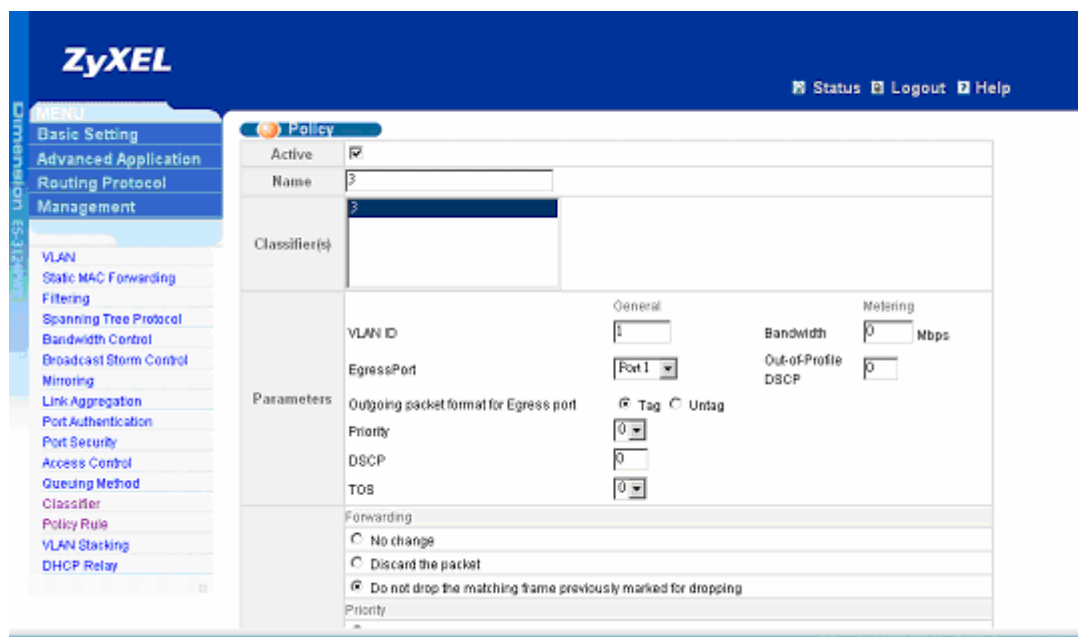 ZyXEL
Status Logout Help
Dimension
MENU
Basic Setting
Advanced Application
Routing Protocol
Management
VLAN
Static MAC Forwarding
Filtering
Spanning Tree Protocol
Bandwidth Control
Broadcast Storm Control
Mirroring
Link Aggregation
Port Authentication
Port Security
Access Control
Queuing Method
Classifier
Policy Rule
VLAN Stacking
DHCP Relay
Policy
Active
Name 3
Classifier(s) 3
Parameters
General Metering
VLAN ID 1 Bandwidth 0 Mbps
EgressPort Port 1 Out-of-Profile DSCP 0
Outgoing packet format for Egress port Tag Untag
Priority 0
DSCP 0
TOS 0
Forwarding
No change
Discard the packet
Do not drop the matching frame previously marked for dropping
Priority